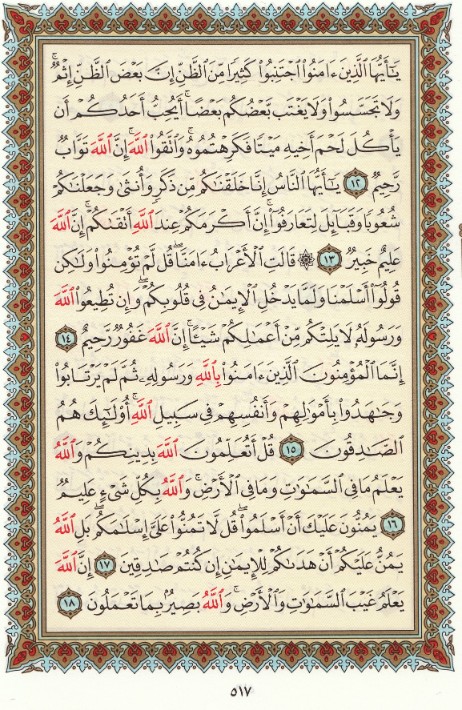 يَٰٓأَيُّهَا ٱلَّذِينَ ءَامَنُوا۟ ٱجْتَنِبُوا۟ كَثِيرًا مِّنَ ٱلظَّنِّ إِنَّ بَعْضَ ٱلظَّنِّ إِثْمٌ ۖ
وَلَا تَجَسَّسُوا۟ وَلَا يَغْتَب بَّعْضُكُم بَعْضًا ۚ أَيُحِبُّ أَحَدُكُمْ أَن
يَأْكُلَ لَحْمَ أَخِيهِ مَيْتًا فَكَرِهْتُمُوهُ ۚ وَٱتَّقُوا۟ ٱللَّهَ ۚ إِنَّ ٱللَّهَ تَوَّابٌ
رَّحِيمٌ ١٢ يَٰٓأَيُّهَا ٱلنَّاسُ إِنَّا خَلَقْنَٰكُم مِّن ذَكَرٍ وَأُنثَىٰ وَجَعَلْنَٰكُمْ
شُعُوبًا وَقَبَآئِلَ لِتَعَارَفُوٓا۟ ۚ إِنَّ أَكْرَمَكُمْ عِندَ ٱللَّهِ أَتْقَىٰكُمْ ۚ إِنَّ ٱللَّهَ
عَلِيمٌ خَبِيرٌ ١٣ ۞ قَالَتِ ٱلْأَعْرَابُ ءَامَنَّا ۖ قُل لَّمْ تُؤْمِنُوا۟ وَلَٰكِن
قُولُوٓا۟ أَسْلَمْنَا وَلَمَّا يَدْخُلِ ٱلْإِيمَٰنُ فِى قُلُوبِكُمْ ۖ وَإِن تُطِيعُوا۟ ٱللَّهَ
وَرَسُولَهُۥ لَا يَلِتْكُم مِّنْ أَعْمَٰلِكُمْ شَيْـًٔا ۚ إِنَّ ٱللَّهَ غَفُورٌ رَّحِيمٌ ١٤
إِنَّمَا ٱلْمُؤْمِنُونَ ٱلَّذِينَ ءَامَنُوا۟ بِٱللَّهِ وَرَسُولِهِۦ ثُمَّ لَمْ يَرْتَابُوا۟
وَجَٰهَدُوا۟ بِأَمْوَٰلِهِمْ وَأَنفُسِهِمْ فِى سَبِيلِ ٱللَّهِ ۚ أُو۟لَٰٓئِكَ هُمُ
ٱلصَّٰدِقُونَ ١٥ قُلْ أَتُعَلِّمُونَ ٱللَّهَ بِدِينِكُمْ وَٱللَّهُ
يَعْلَمُ مَا فِى ٱلسَّمَٰوَٰتِ وَمَا فِى ٱلْأَرْضِ ۚ وَٱللَّهُ بِكُلِّ شَىْءٍ عَلِيمٌ
١٦ يَمُنُّونَ عَلَيْكَ أَنْ أَسْلَمُوا۟ ۖ قُل لَّا تَمُنُّوا۟ عَلَىَّ إِسْلَٰمَكُم ۖ بَلِ ٱللَّهُ
يَمُنُّ عَلَيْكُمْ أَنْ هَدَىٰكُمْ لِلْإِيمَٰنِ إِن كُنتُمْ صَٰدِقِينَ ١٧ إِنَّ ٱللَّهَ
يَعْلَمُ غَيْبَ ٱلسَّمَٰوَٰتِ وَٱلْأَرْضِ ۚ وَٱللَّهُ بَصِيرٌۢ بِمَا تَعْمَلُونَ ١٨
٥١٧